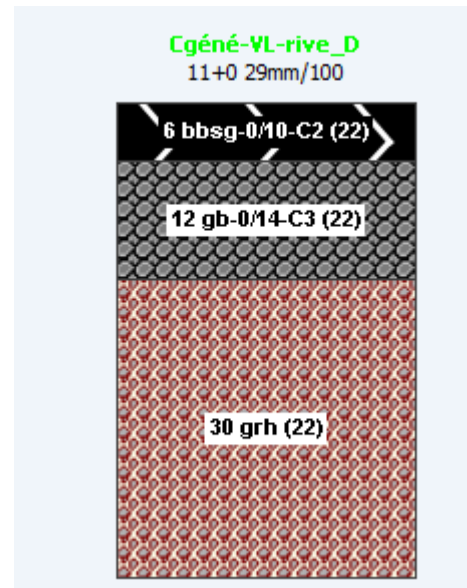 Cgéné-VL-rive_D
11+0 29mm/100
6 bbsg-0/10-C2 (22)
12 gb-0/14-C3 (22)
30 grh (22)